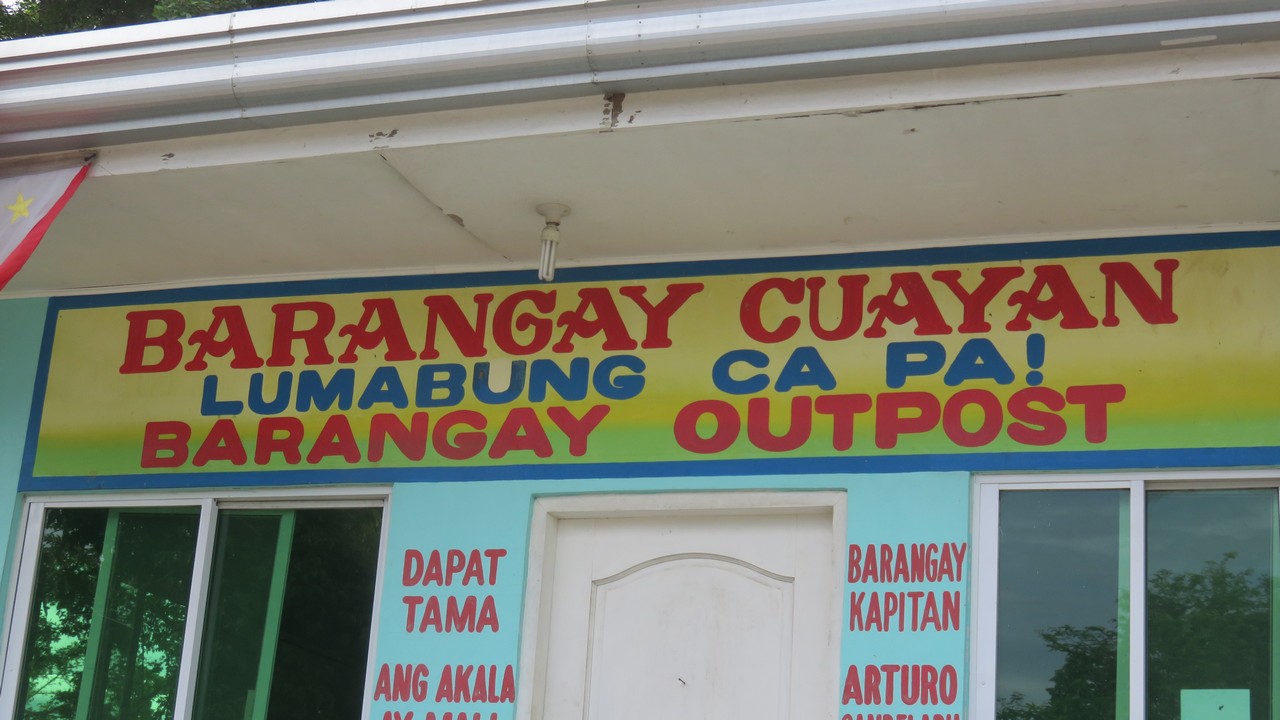 BARANGAY CUAYAN
LUMABUNG CA PA!
BARANGAY OUTPOST
DAPAT
TAMA
ANG AKALA
BARANGAY
KAPITAN
ARTURO